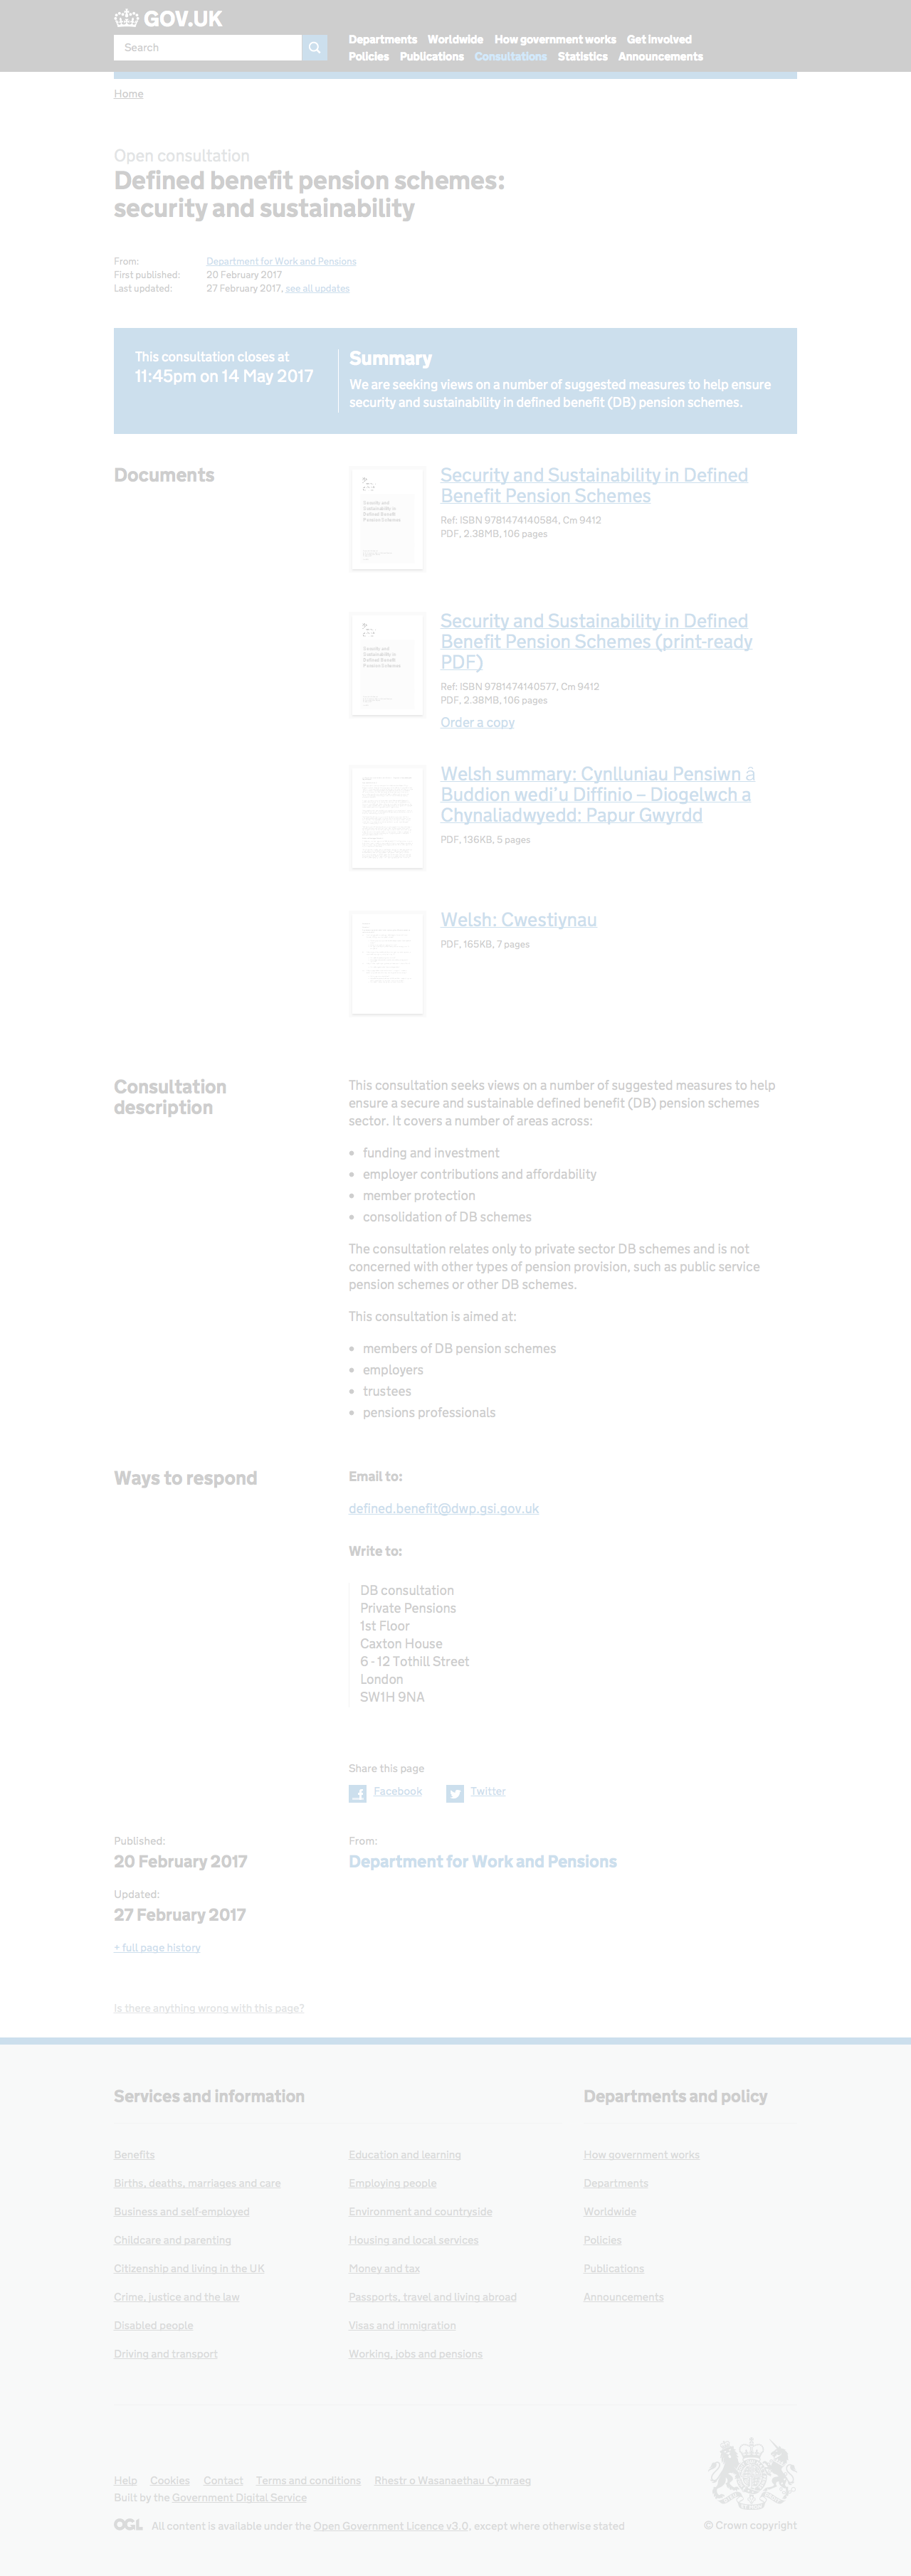 GOV.UK
Search
Departments Worldwide How government works Get involved
Policies Publications Consultations Statistics Announcements
Home
Open consultation
Defined benefit pension schemes:
security and sustainability
From: Department for Work and Pensions
First published: 20 February 2017
Last updated: 27 February 2017, see all updates
This consultation closes at
11:45pm on 14 May 2017
Summary
We are seeking views on a number of suggested measures to help ensure
security and sustainability in defined benefit (DB) pension schemes.
Documents
Security and
Sustainability in
Defined Benefit
Pension Schemes
Security and Sustainability in Defined
Benefit Pension Schemes
Ref: ISBN 9781474140584, Cm 9412
PDF, 2.38MB, 106 pages
Security and
Sustainability in
Defined Benefit
Pension Schemes
Security and Sustainability in Defined
Benefit Pension Schemes (print-ready
PDF)
Ref: ISBN 9781474140577, Cm 9412
PDF, 2.38MB, 106 pages
Order a copy
Welsh summary: Cynlluniau Pensiwn â
Buddion wedi’u Diffinio – Diogelwch a
Chynaliadwyedd: Papur Gwyrdd
PDF, 136KB, 5 pages
Welsh: Cwestiynau
PDF, 165KB, 7 pages
Consultation
description
This consultation seeks views on a number of suggested measures to help
ensure a secure and sustainable defined benefit (DB) pension schemes
sector. It covers a number of areas across:
• funding and investment
• employer contributions and affordability
• member protection
• consolidation of DB schemes
The consultation relates only to private sector DB schemes and is not
concerned with other types of pension provision, such as public service
pension schemes or other DB schemes.
This consultation is aimed at:
• members of DB pension schemes
• employers
• trustees
• pensions professionals
Ways to respond
Email to:
defined.benefit@dwp.gsi.gov.uk
Write to:
DB consultation
Private Pensions
1st Floor
Caxton House
6 - 12 Tothill Street
London
SW1H 9NA
Share this page
Facebook Twitter
Published:
20 February 2017
Updated:
27 February 2017
+ full page history
From:
Department for Work and Pensions
Is there anything wrong with this page?
Services and information
Benefits
Births, deaths, marriages and care
Business and self-employed
Childcare and parenting
Citizenship and living in the UK
Crime, justice and the law
Disabled people
Driving and transport
Education and learning
Employing people
Environment and countryside
Housing and local services
Money and tax
Passports, travel and living abroad
Visas and immigration
Working, jobs and pensions
Departments and policy
How government works
Departments
Worldwide
Policies
Publications
Announcements
Help Cookies Contact Terms and conditions Rhestr o Wasanaethau Cymraeg
Built by the Government Digital Service
OGL All content is available under the Open Government Licence v3.0, except where otherwise stated
© Crown copyright